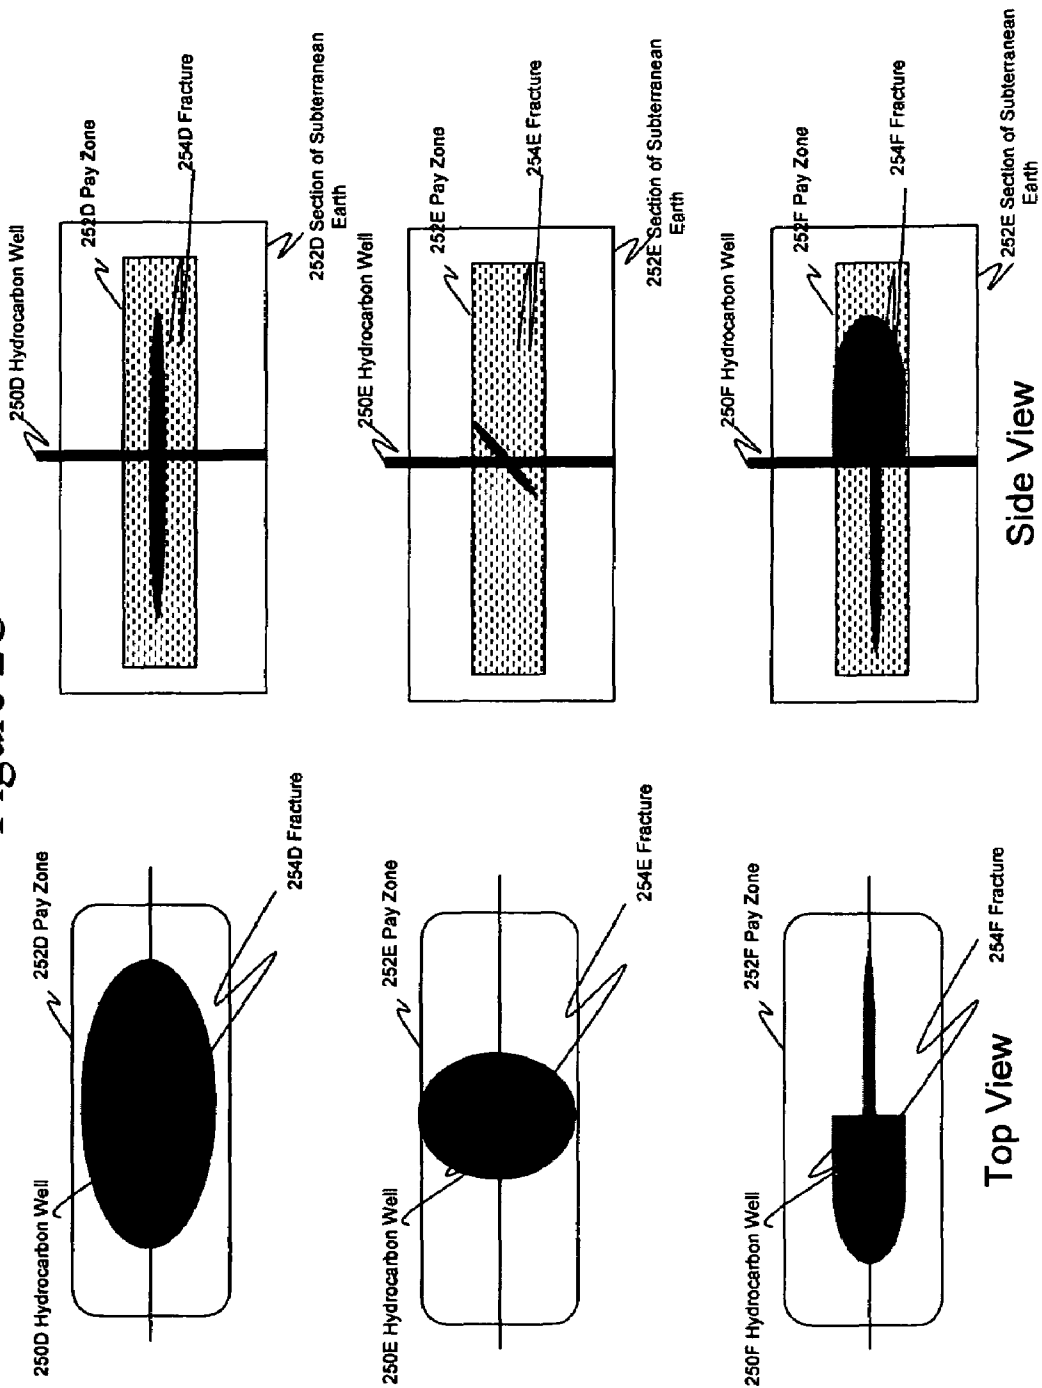 Figure
250D Hydrocarbon Well
252D Pay Zone
254D Fracture
250D Hydrocarbon Well
252D Pay Zone
254D Fracture
252D Section of Subterranean
Earth
250E Hydrocarbon Well
252E Pay Zone
254E Fracture
250E Hydrocarbon Well
252E Pay Zone
254E Fracture
252E Section of Subterranean
Earth
250F Hydrocarbon Well
252F Pay Zone
254F Fracture
250F Hydrocarbon Well
252F Pay Zone
254F Fracture
252E Section of Subterranean
Earth
Top View
Side View